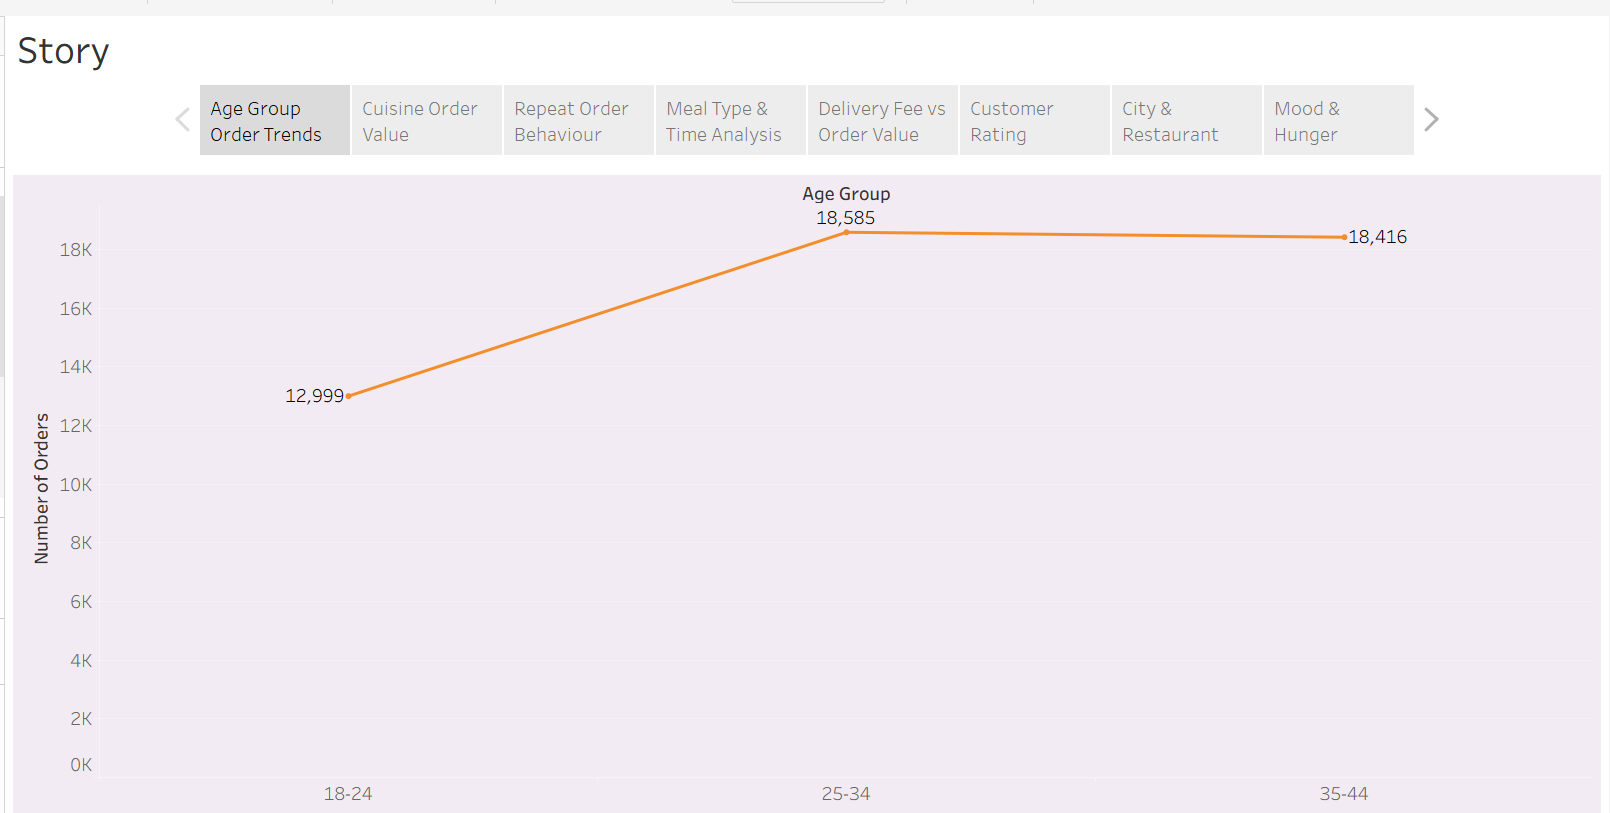 Story
Age Group
Order Trends
Cuisine Order
Value
Repeat Order
Behaviour
Meal Type &
Time Analysis
Delivery Fee vs
Order Value
Customer
Rating
City &
Restaurant
Mood &
Hunger
Age Group
18,585
18,416
12,999
Number of Orders
18K
16K
14K
12K
10K
8K
6K
4K
2K
0K
18-24
25-34
35-44